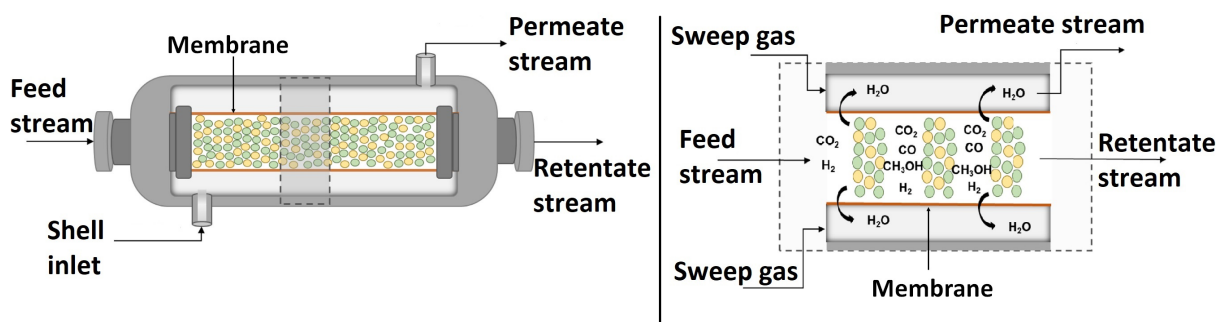 Membrane
Permeate
stream
Feed
stream
Retentate
stream
Shell
inlet
Sweep gas
Permeate stream
H₂O
H₂O
CO₂
CO₂
CO₂
CO
CO
H₂
CH₃OH
CH₃OH
H₂
H₂
Feed
stream
Retentate
stream
H₂O
H₂O
Sweep gas
Membrane